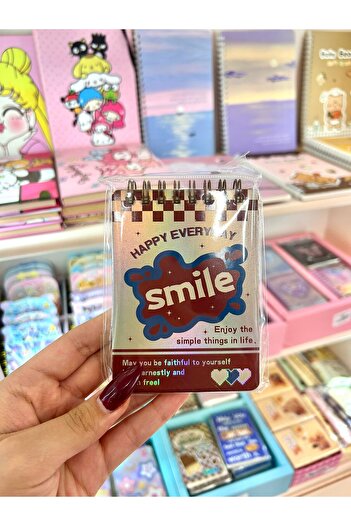 HAPPY EVERYDAY
smile
Enjoy the
simple things in life.
May you be faithful to yourself
earnestly and
free!